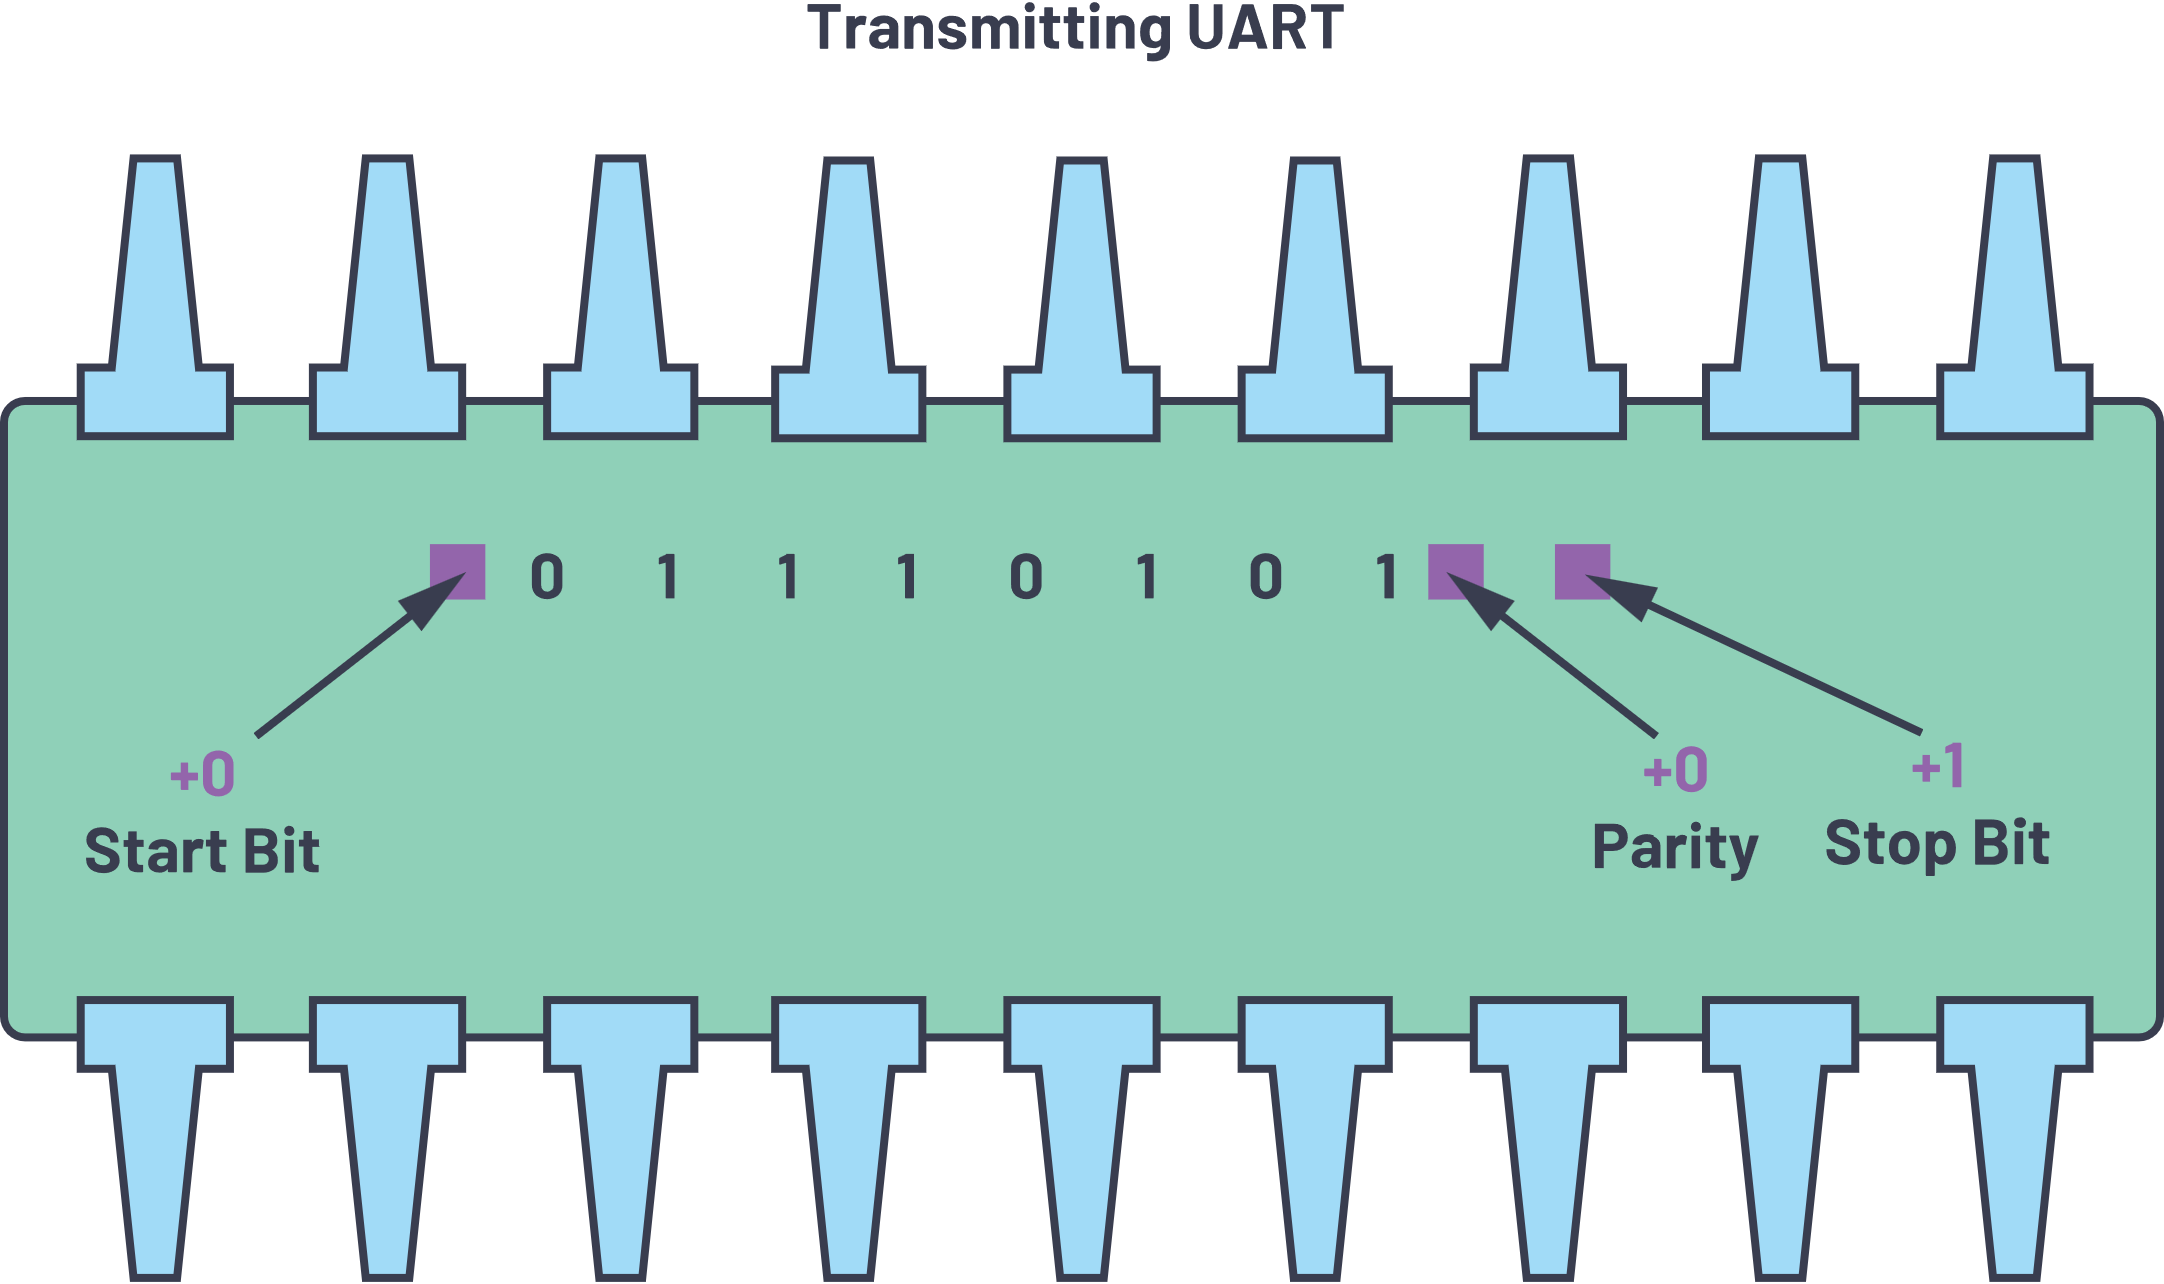 Transmitting UART
0 1 1 1 0 1 0 1
+0 +0 +1
Start Bit Parity Stop Bit